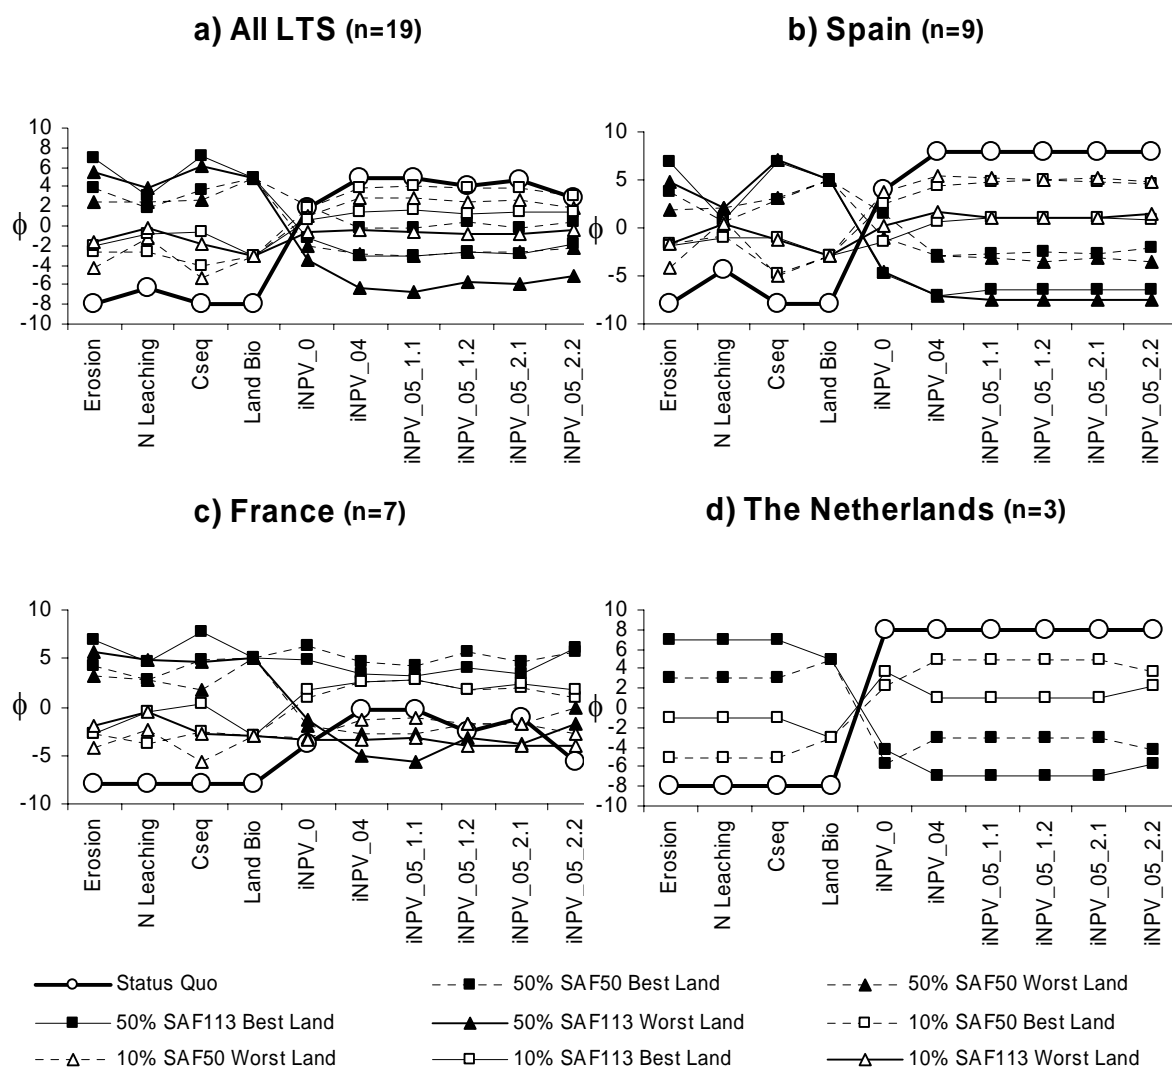 a) All LTS (n=19)
b) Spain (n=9)
10
8
6
4
2
0
-2
-4
-6
-8
-10
ϕ
Erosion
N Leaching
Cseq
Land Bio
iNPV_0
iNPV_04
iNPV_05_1.1
iNPV_05_1.2
iNPV_05_2.1
iNPV_05_2.2
10
5
0
-5
-10
ϕ
Erosion
N Leaching
Cseq
Land Bio
iNPV_0
iNPV_04
iNPV_05_1.1
iNPV_05_1.2
iNPV_05_2.1
iNPV_05_2.2
c) France (n=7)
d) The Netherlands (n=3)
10
5
0
-5
-10
ϕ
Erosion
N Leaching
Cseq
Land Bio
iNPV_0
iNPV_04
iNPV_05_1.1
iNPV_05_1.2
iNPV_05_2.1
iNPV_05_2.2
10
8
6
4
2
0
-2
-4
-6
-8
-10
ϕ
Erosion
N Leaching
Cseq
Land Bio
iNPV_0
iNPV_04
iNPV_05_1.1
iNPV_05_1.2
iNPV_05_2.1
iNPV_05_2.2
Status Quo
50% SAF50 Best Land
50% SAF50 Worst Land
50% SAF113 Best Land
50% SAF113 Worst Land
10% SAF50 Best Land
10% SAF50 Worst Land
10% SAF113 Best Land
10% SAF113 Worst Land